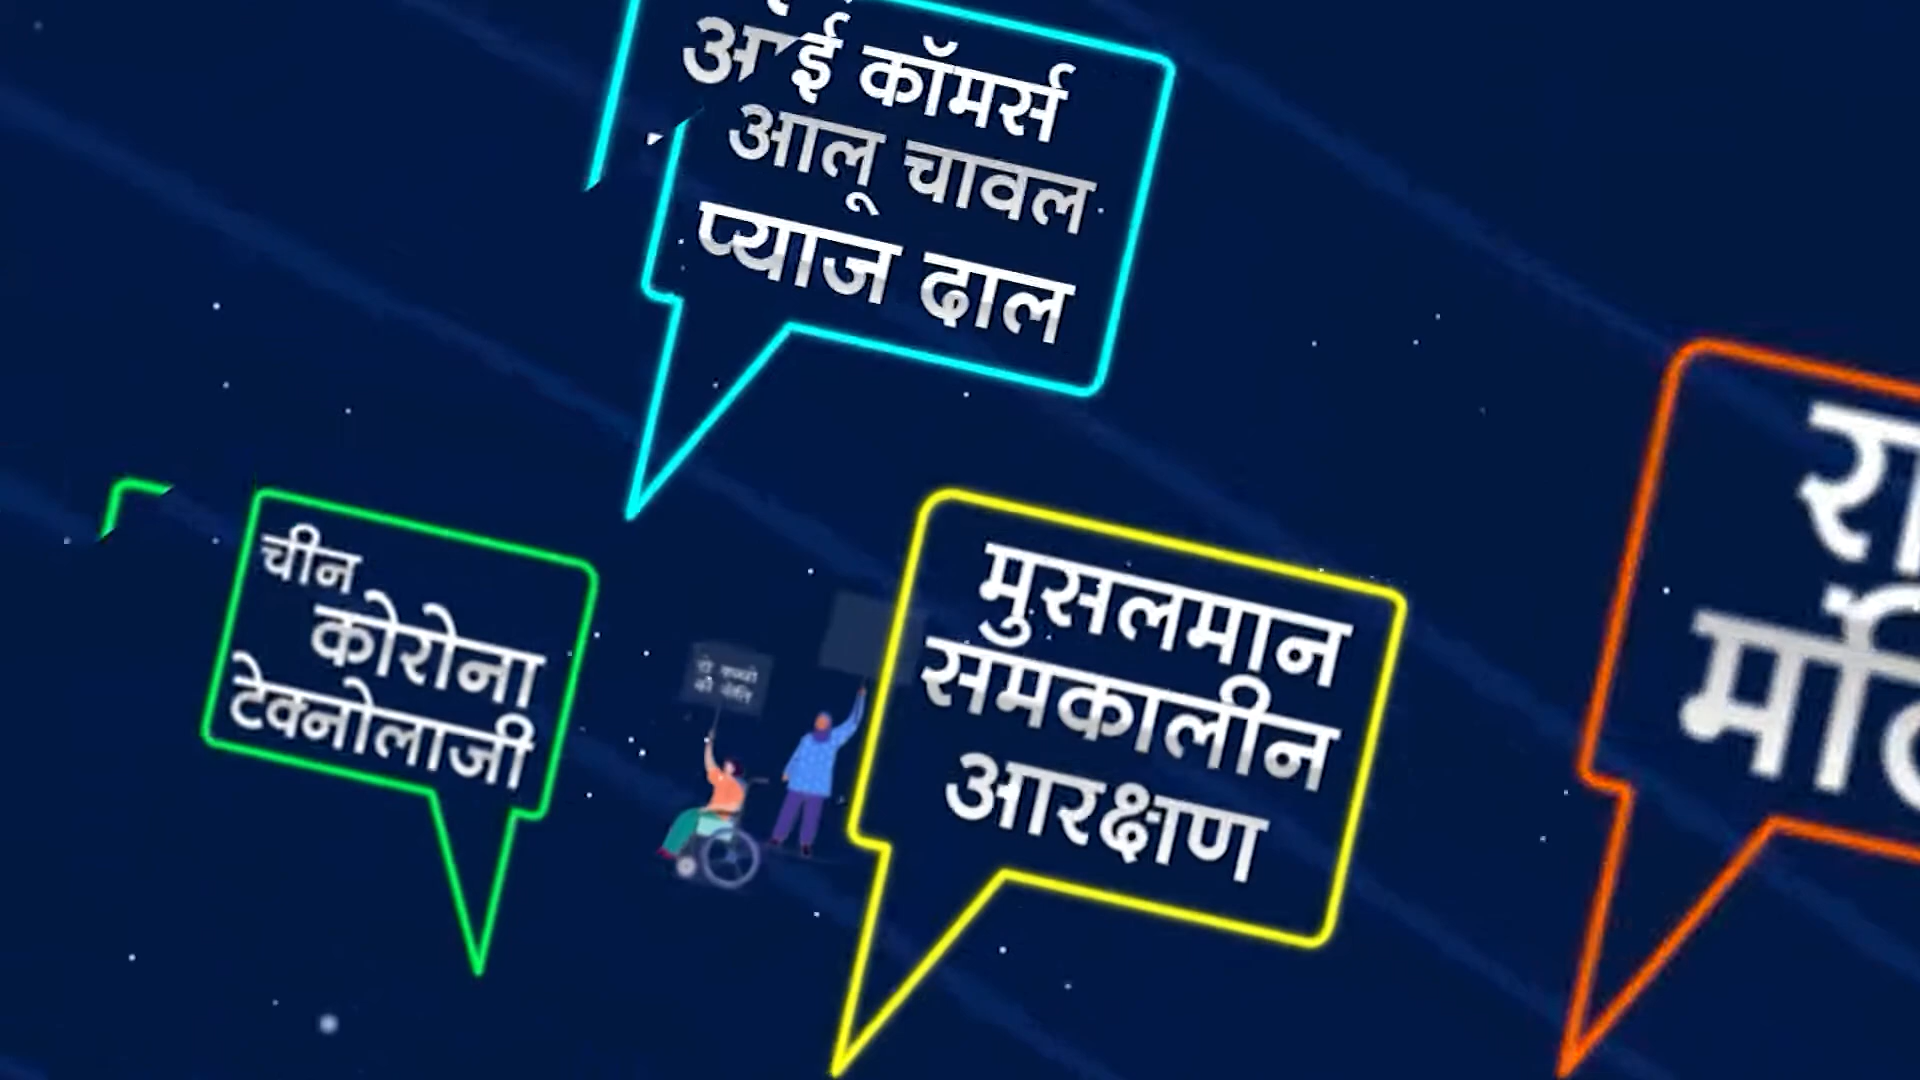 ई कॉमर्स
आलू चावल
प्याज दाल
चीन
कोरोना
टेक्नोलाजी
मुसलमान
समकालीन
आरक्षण